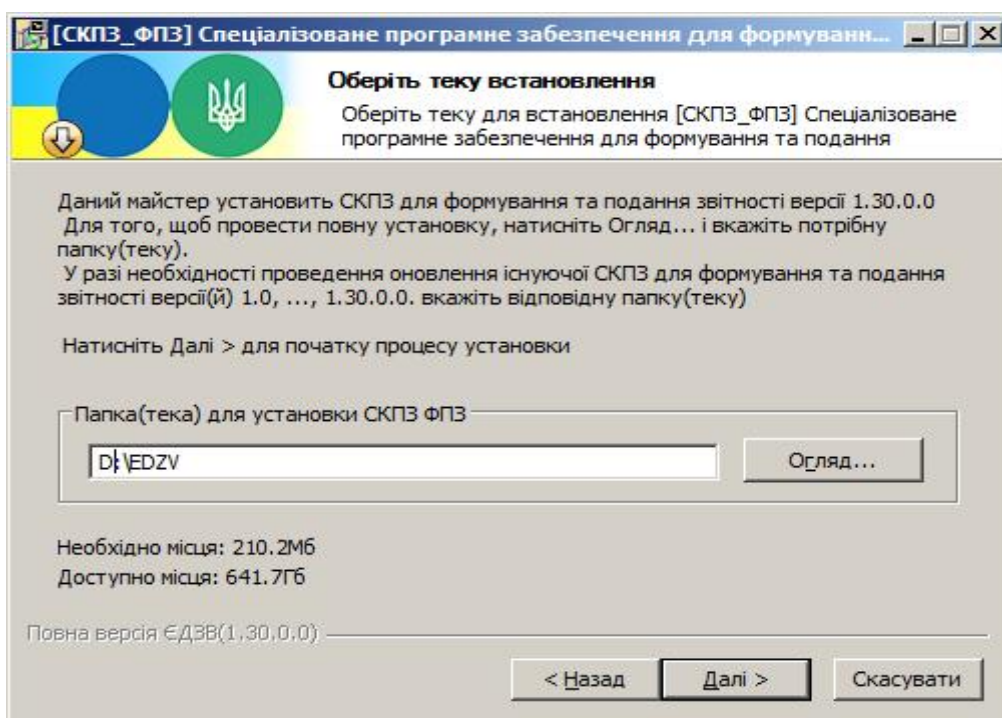 [СКПЗ_ФПЗ] Спеціалізоване програмне забезпечення для формуванн...
Оберіть теку встановлення
Оберіть теку для встановлення [СКПЗ_ФПЗ] Спеціалізоване
програмне забезпечення для формування та подання
Даний майстер установить СКПЗ для формування та подання звітності версії 1.30.0.0
Для того, щоб провести повну установку, натисніть Огляд... і вкажіть потрібну
папку(теку).
У разі необхідності проведення оновлення існуючої СКПЗ для формування та подання
звітності версії(й) 1.0, ..., 1.30.0.0. вкажіть відповідну папку(теку)
Натисніть Далі > для початку процесу установки
Папка(тека) для установки СКПЗ ФПЗ
D:\EDZV
Огляд...
Необхідно місця: 210.2Мб
Доступно місця: 641.7Гб
Повна версія ЄДЗВ(1.30.0.0)
< Назад
Далі >
Скасувати